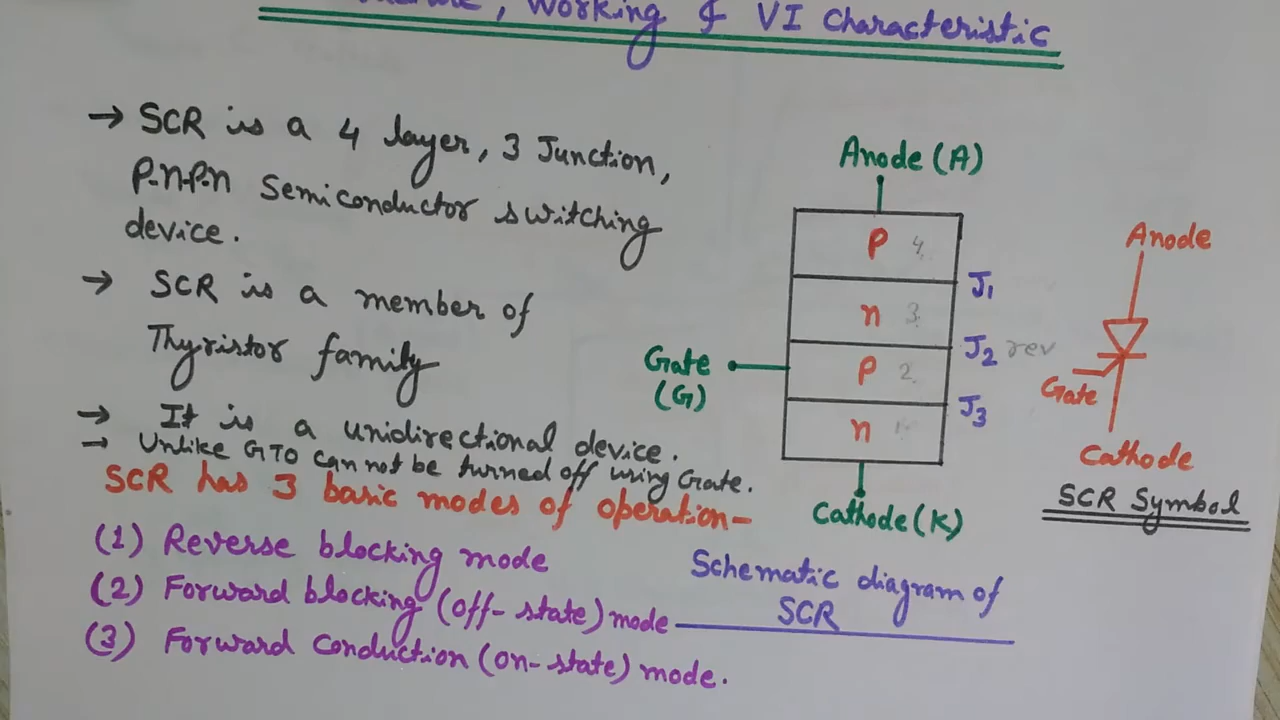 , Working & VI Characteristic
→ SCR is a 4 layer, 3 Junction,
P-n-P-n Semiconductor switching
device.
→ SCR is a member of
Thyristor family
→ It is a unidirectional device.
→ Unlike GTO can not be turned off using Gate.
SCR has 3 basic modes of operation-
(1) Reverse blocking mode
(2) Forward blocking (off-state) mode
(3) Forward Conduction (on-state) mode.
Anode (A)
P 4
J1
n 3
J2 rev
Gate
(G)
P 2
J3
n 1
Cathode (K)
Schematic diagram of
SCR
Anode
Gate
Cathode
SCR Symbol